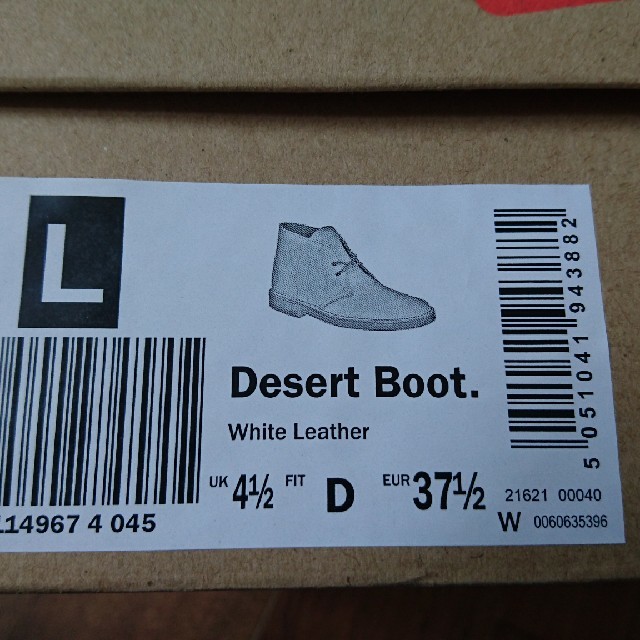 L
Desert Boot.
White Leather
UK 4½ FIT D EUR 37½
114967 4 045
5 051041 943882
21621 00040
W 0060635396